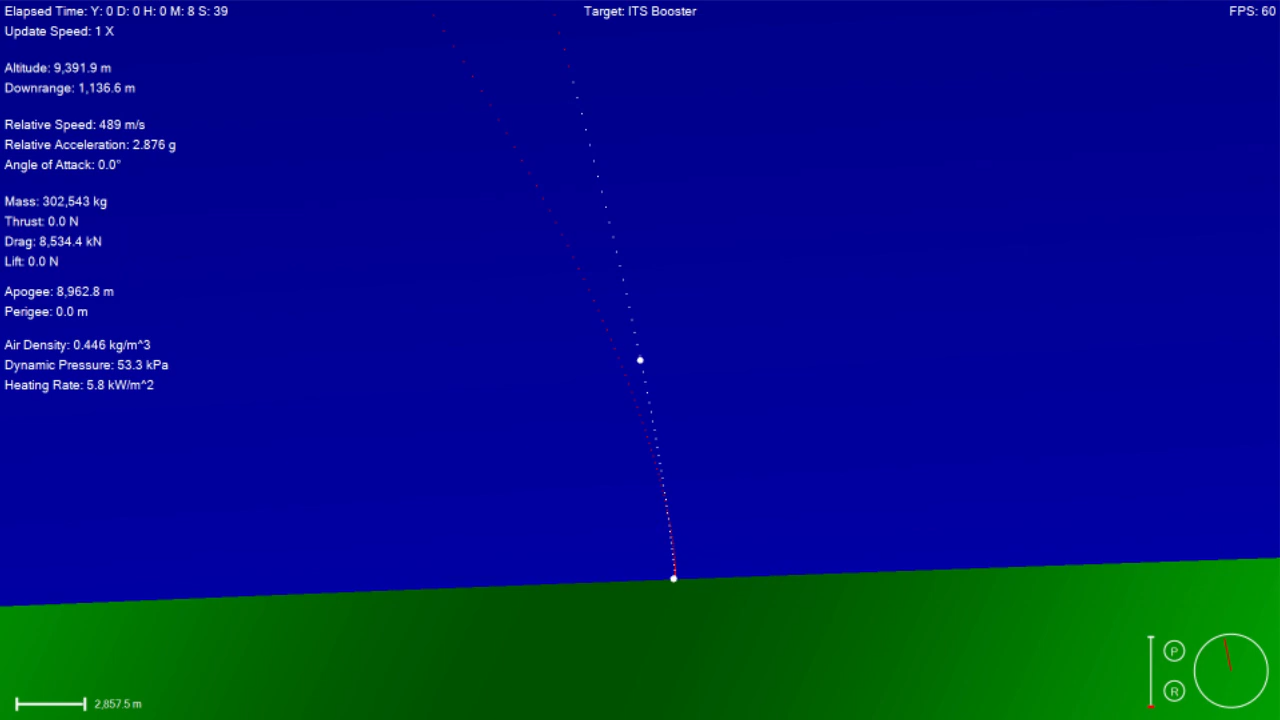 Elapsed Time: Y: 0 D: 0 H: 0 M: 8 S: 39
Target: ITS Booster
FPS: 60
Update Speed: 1 X
Altitude: 9,391.9 m
Downrange: 1,136.6 m
Relative Speed: 489 m/s
Relative Acceleration: 2.876 g
Angle of Attack: 0.0°
Mass: 302,543 kg
Thrust: 0.0 N
Drag: 8,534.4 kN
Lift: 0.0 N
Apogee: 8,962.8 m
Perigee: 0.0 m
Air Density: 0.446 kg/m^3
Dynamic Pressure: 53.3 kPa
Heating Rate: 5.8 kW/m^2
P
R
2,857.5 m